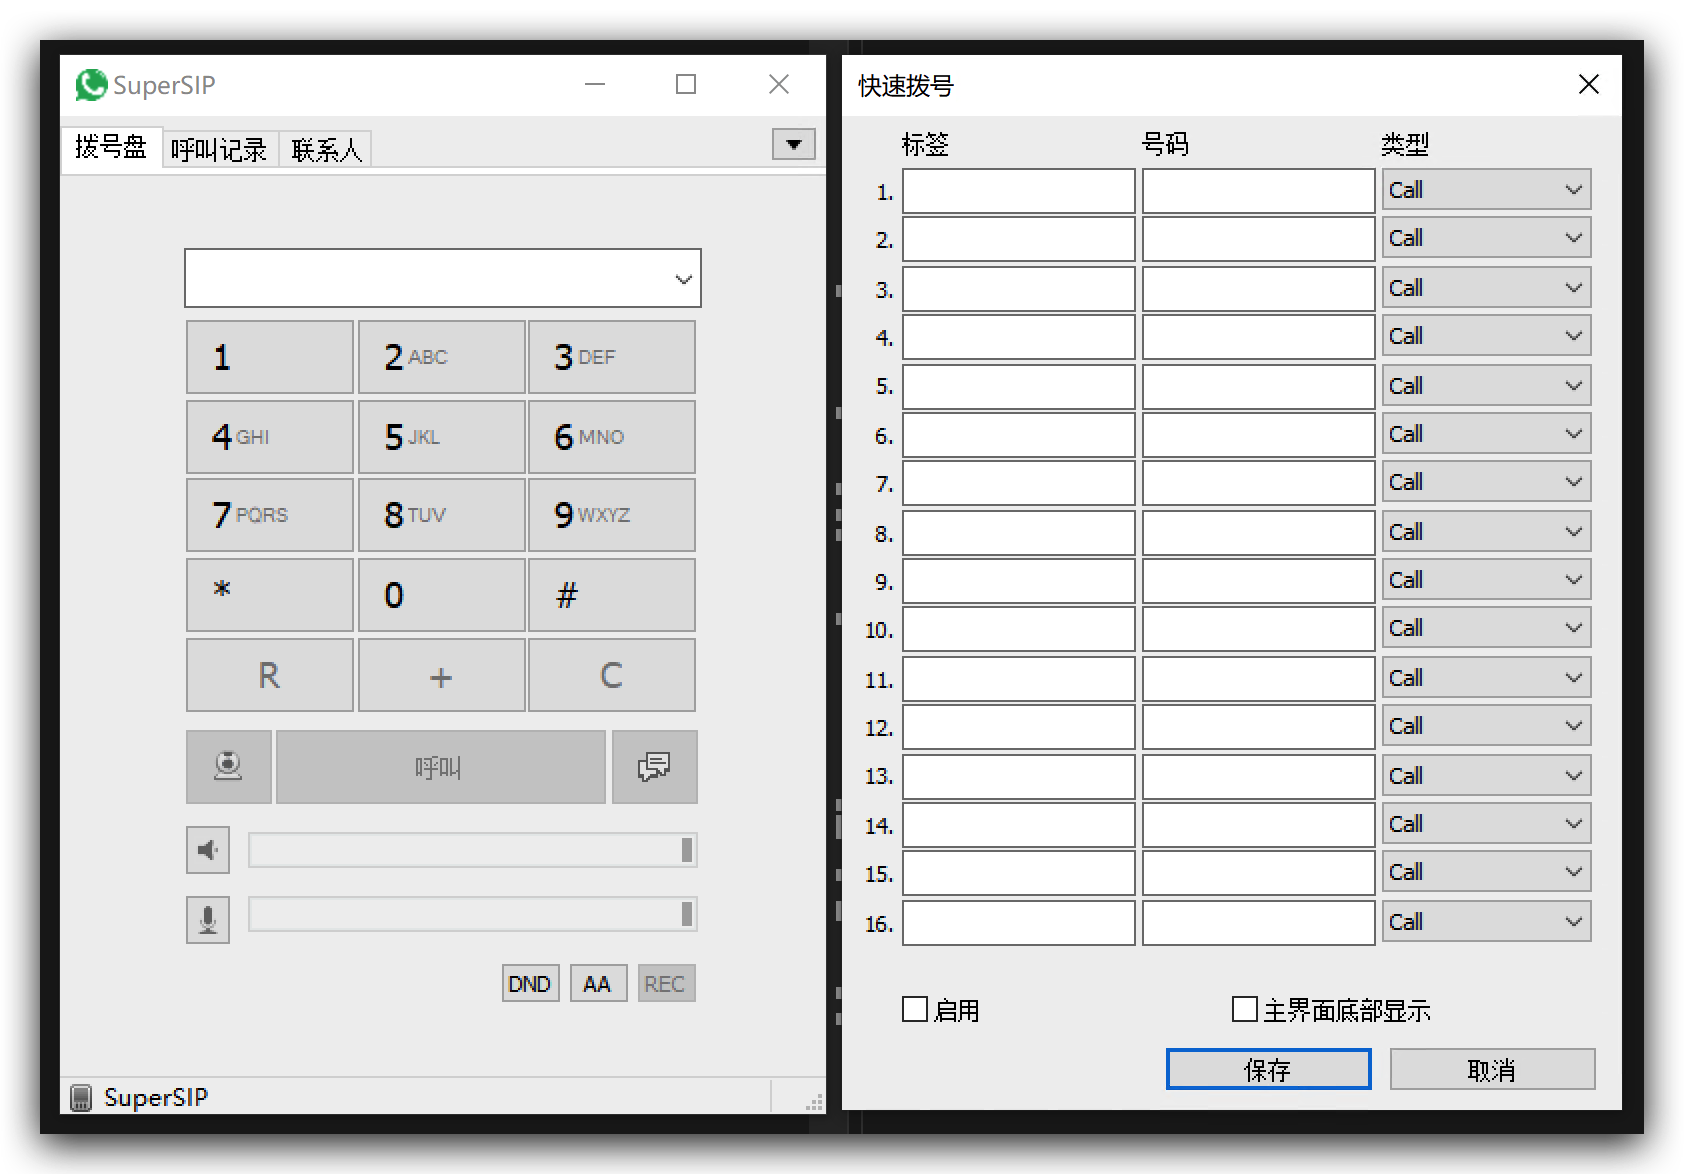 SuperSIP
拨号盘 呼叫记录 联系人
1 2 ABC 3 DEF
4 GHI 5 JKL 6 MNO
7 PQRS 8 TUV 9 WXYZ
* 0 #
R + C
呼叫
DND AA REC
SuperSIP
快速拨号
标签 号码 类型
1. Call
2. Call
3. Call
4. Call
5. Call
6. Call
7. Call
8. Call
9. Call
10. Call
11. Call
12. Call
13. Call
14. Call
15. Call
16. Call
启用 主界面底部显示
保存 取消